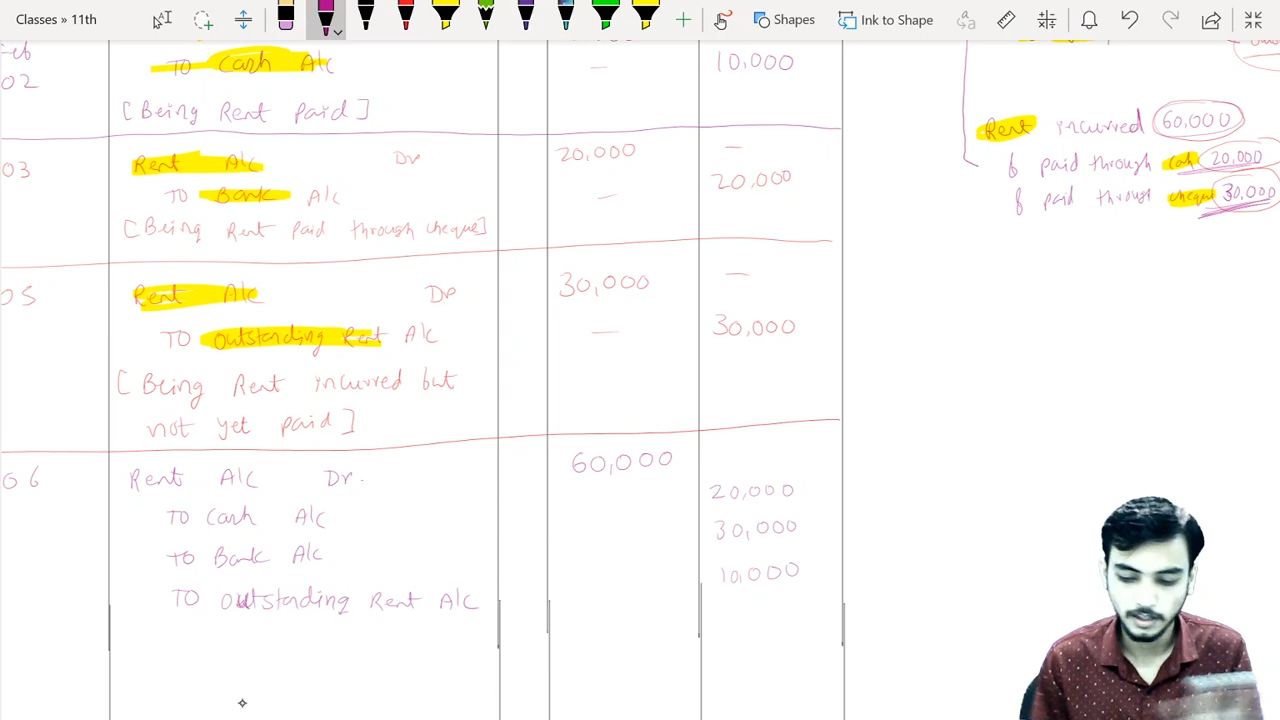 Classes » 11th
Shapes
Ink to Shape
Feb
02
TO Cash A/c — 10,000
[Being Rent Paid]
03 Rent A/c Dr 20,000 —
TO Bank A/c — 20,000
[Being Rent Paid through cheque]
05 Rent A/c Dr 30,000 —
TO Outstanding Rent A/c — 30,000
[Being Rent incurred but
not yet paid]
06 Rent A/c Dr. 60,000
TO Cash A/c 20,000
TO Bank A/c 30,000
TO Outstanding Rent A/c 10,000
Rent incurred 60,000
& paid through cash 20,000
& paid through cheque 30,000